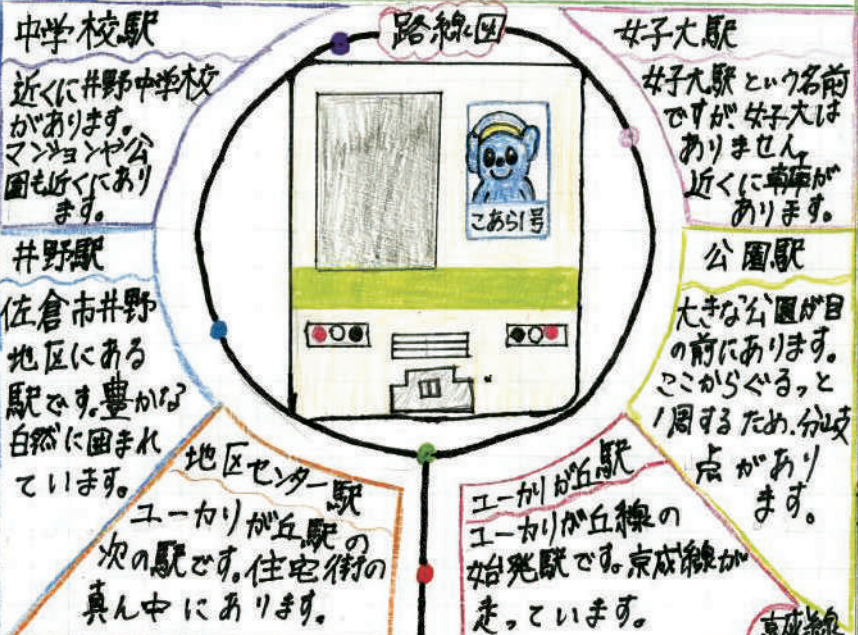 路線図
中学校駅
近くに井野中学校
があります。
マンションや公
園も近くにあり
ます。
女子大駅
女子大駅という名前
ですが、女子大は
ありません。
近くに車庫が
あります。
こあら1号
井野駅
佐倉市井野
地区にある
駅です。豊かな
自然に囲まれ
ています。
公園駅
大きな公園が目
の前にあります。
ここからぐるっと
1周するため、分岐
点があり
ます。
地区センター駅
ユーカリが丘駅の
次の駅です。住宅街の
真ん中にあります。
ユーカリが丘駅
ユーカリが丘線の
始発駅です。京成線が
走っています。
京成線